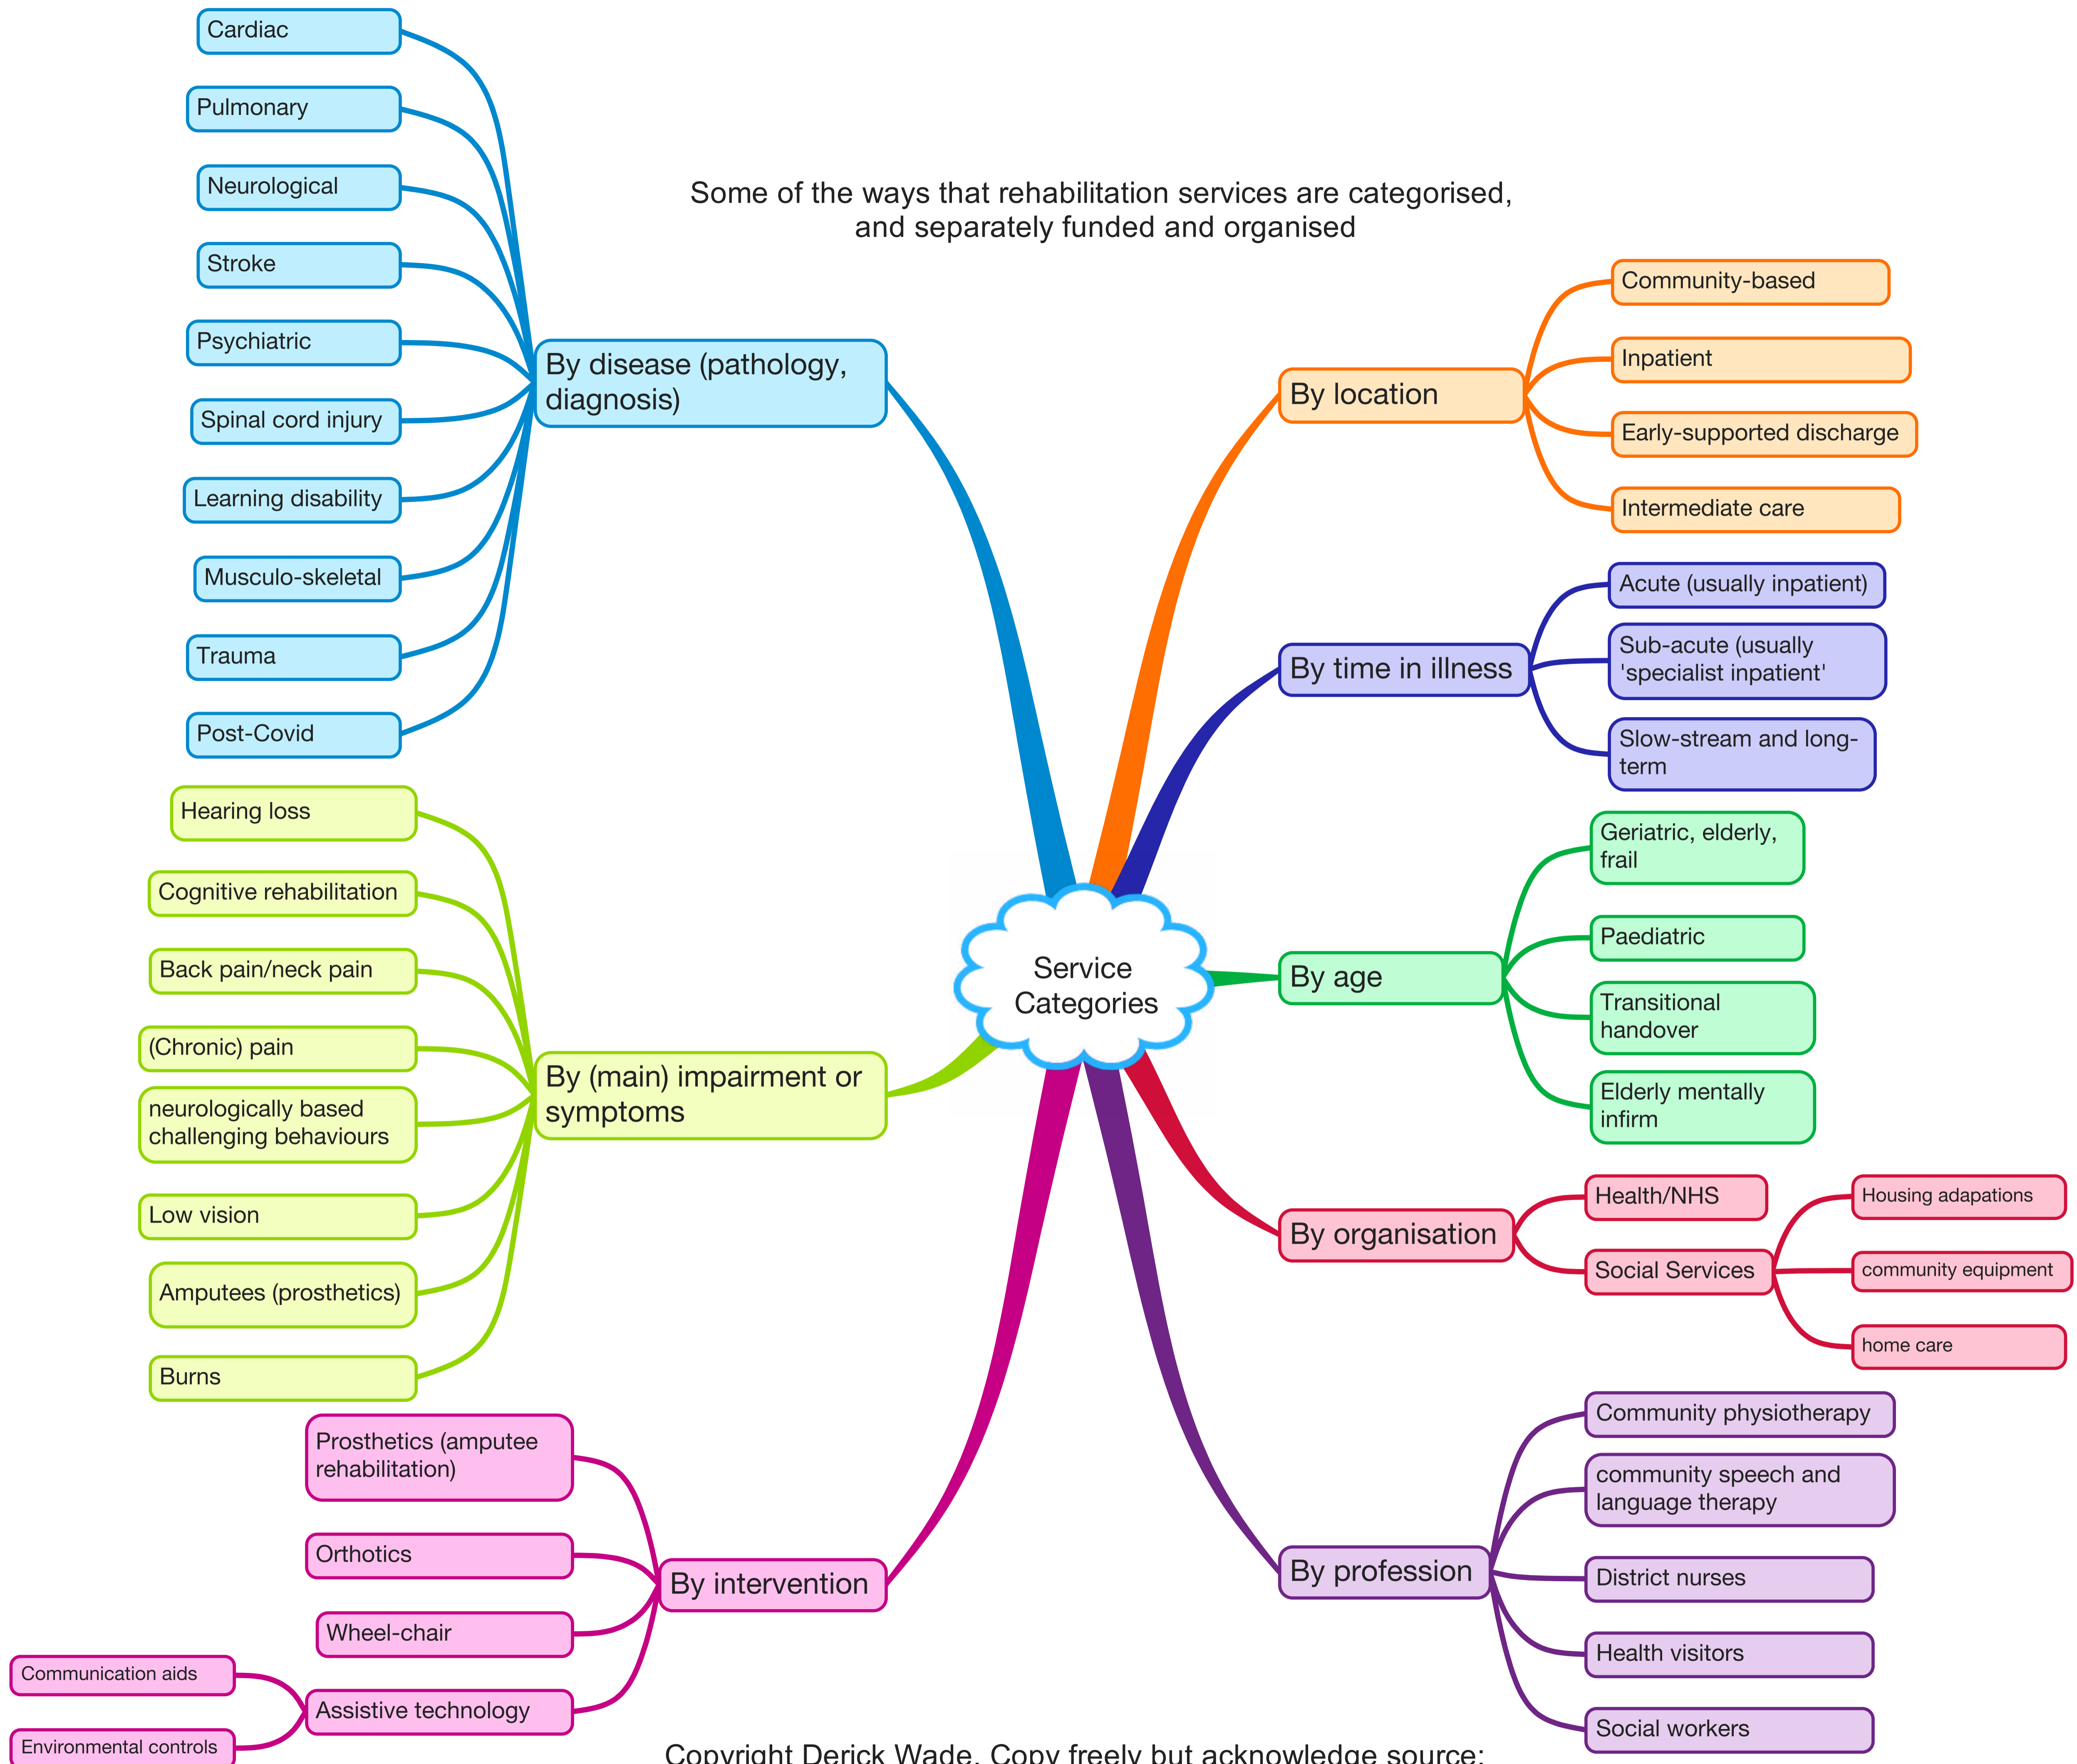 Some of the ways that rehabilitation services are categorised,
and separately funded and organised
Service
Categories
By disease (pathology,
diagnosis)
Cardiac
Pulmonary
Neurological
Stroke
Psychiatric
Spinal cord injury
Learning disability
Musculo-skeletal
Trauma
Post-Covid
By (main) impairment or
symptoms
Hearing loss
Cognitive rehabilitation
Back pain/neck pain
(Chronic) pain
neurologically based
challenging behaviours
Low vision
Amputees (prosthetics)
Burns
By intervention
Prosthetics (amputee
rehabilitation)
Orthotics
Wheel-chair
Assistive technology
Communication aids
Environmental controls
By location
Community-based
Inpatient
Early-supported discharge
Intermediate care
By time in illness
Acute (usually inpatient)
Sub-acute (usually
'specialist inpatient'
Slow-stream and long-
term
By age
Geriatric, elderly,
frail
Paediatric
Transitional
handover
Elderly mentally
infirm
By organisation
Health/NHS
Social Services
Housing adapations
community equipment
home care
By profession
Community physiotherapy
community speech and
language therapy
District nurses
Health visitors
Social workers
Copyright Derick Wade. Copy freely but acknowledge source: